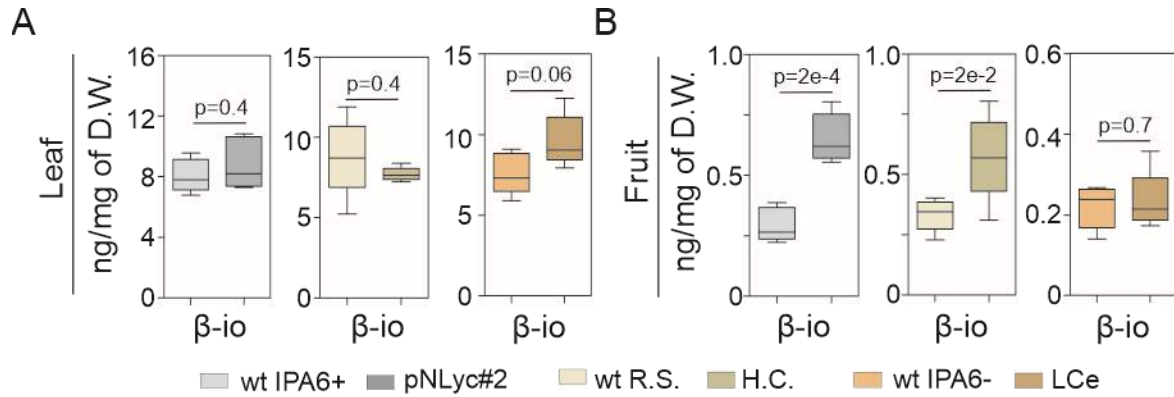 A
B
Leaf
ng/mg of D.W.
16
12
8
4
0
p=0.4
β-io
15
10
5
0
p=0.4
β-io
15
10
5
0
p=0.06
β-io
Fruit
ng/mg of D.W.
1.0
0.5
0
p=2e-4
β-io
1.0
0.5
0
p=2e-2
β-io
0.6
0.4
0.2
0
p=0.7
β-io
wt IPA6+ pNLyc#2 wt R.S. H.C. wt IPA6- LCe